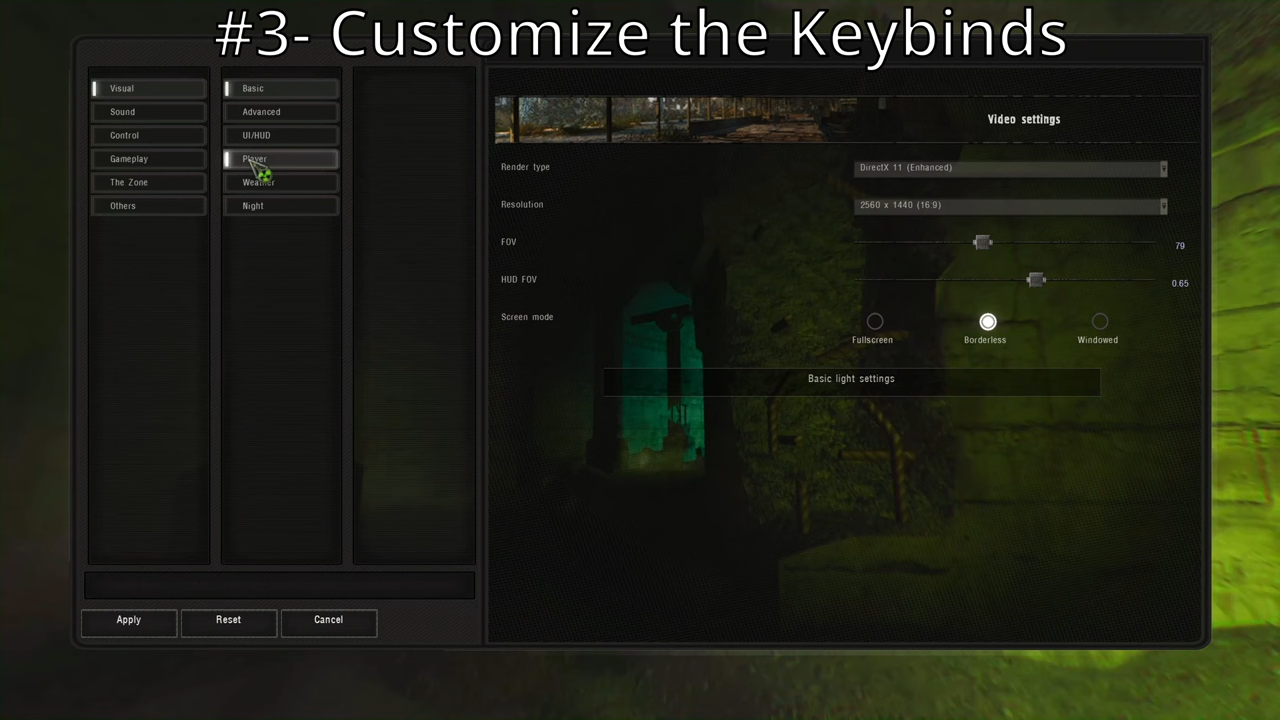 #3- Customize the Keybinds
Visual
Sound
Control
Gameplay
The Zone
Others
Basic
Advanced
UI/HUD
Player
Weather
Night
Video settings
Render type
DirectX 11 (Enhanced)
Resolution
2560 x 1440 (16:9)
FOV
79
HUD FOV
0.65
Screen mode
Fullscreen
Borderless
Windowed
Basic light settings
Apply
Reset
Cancel